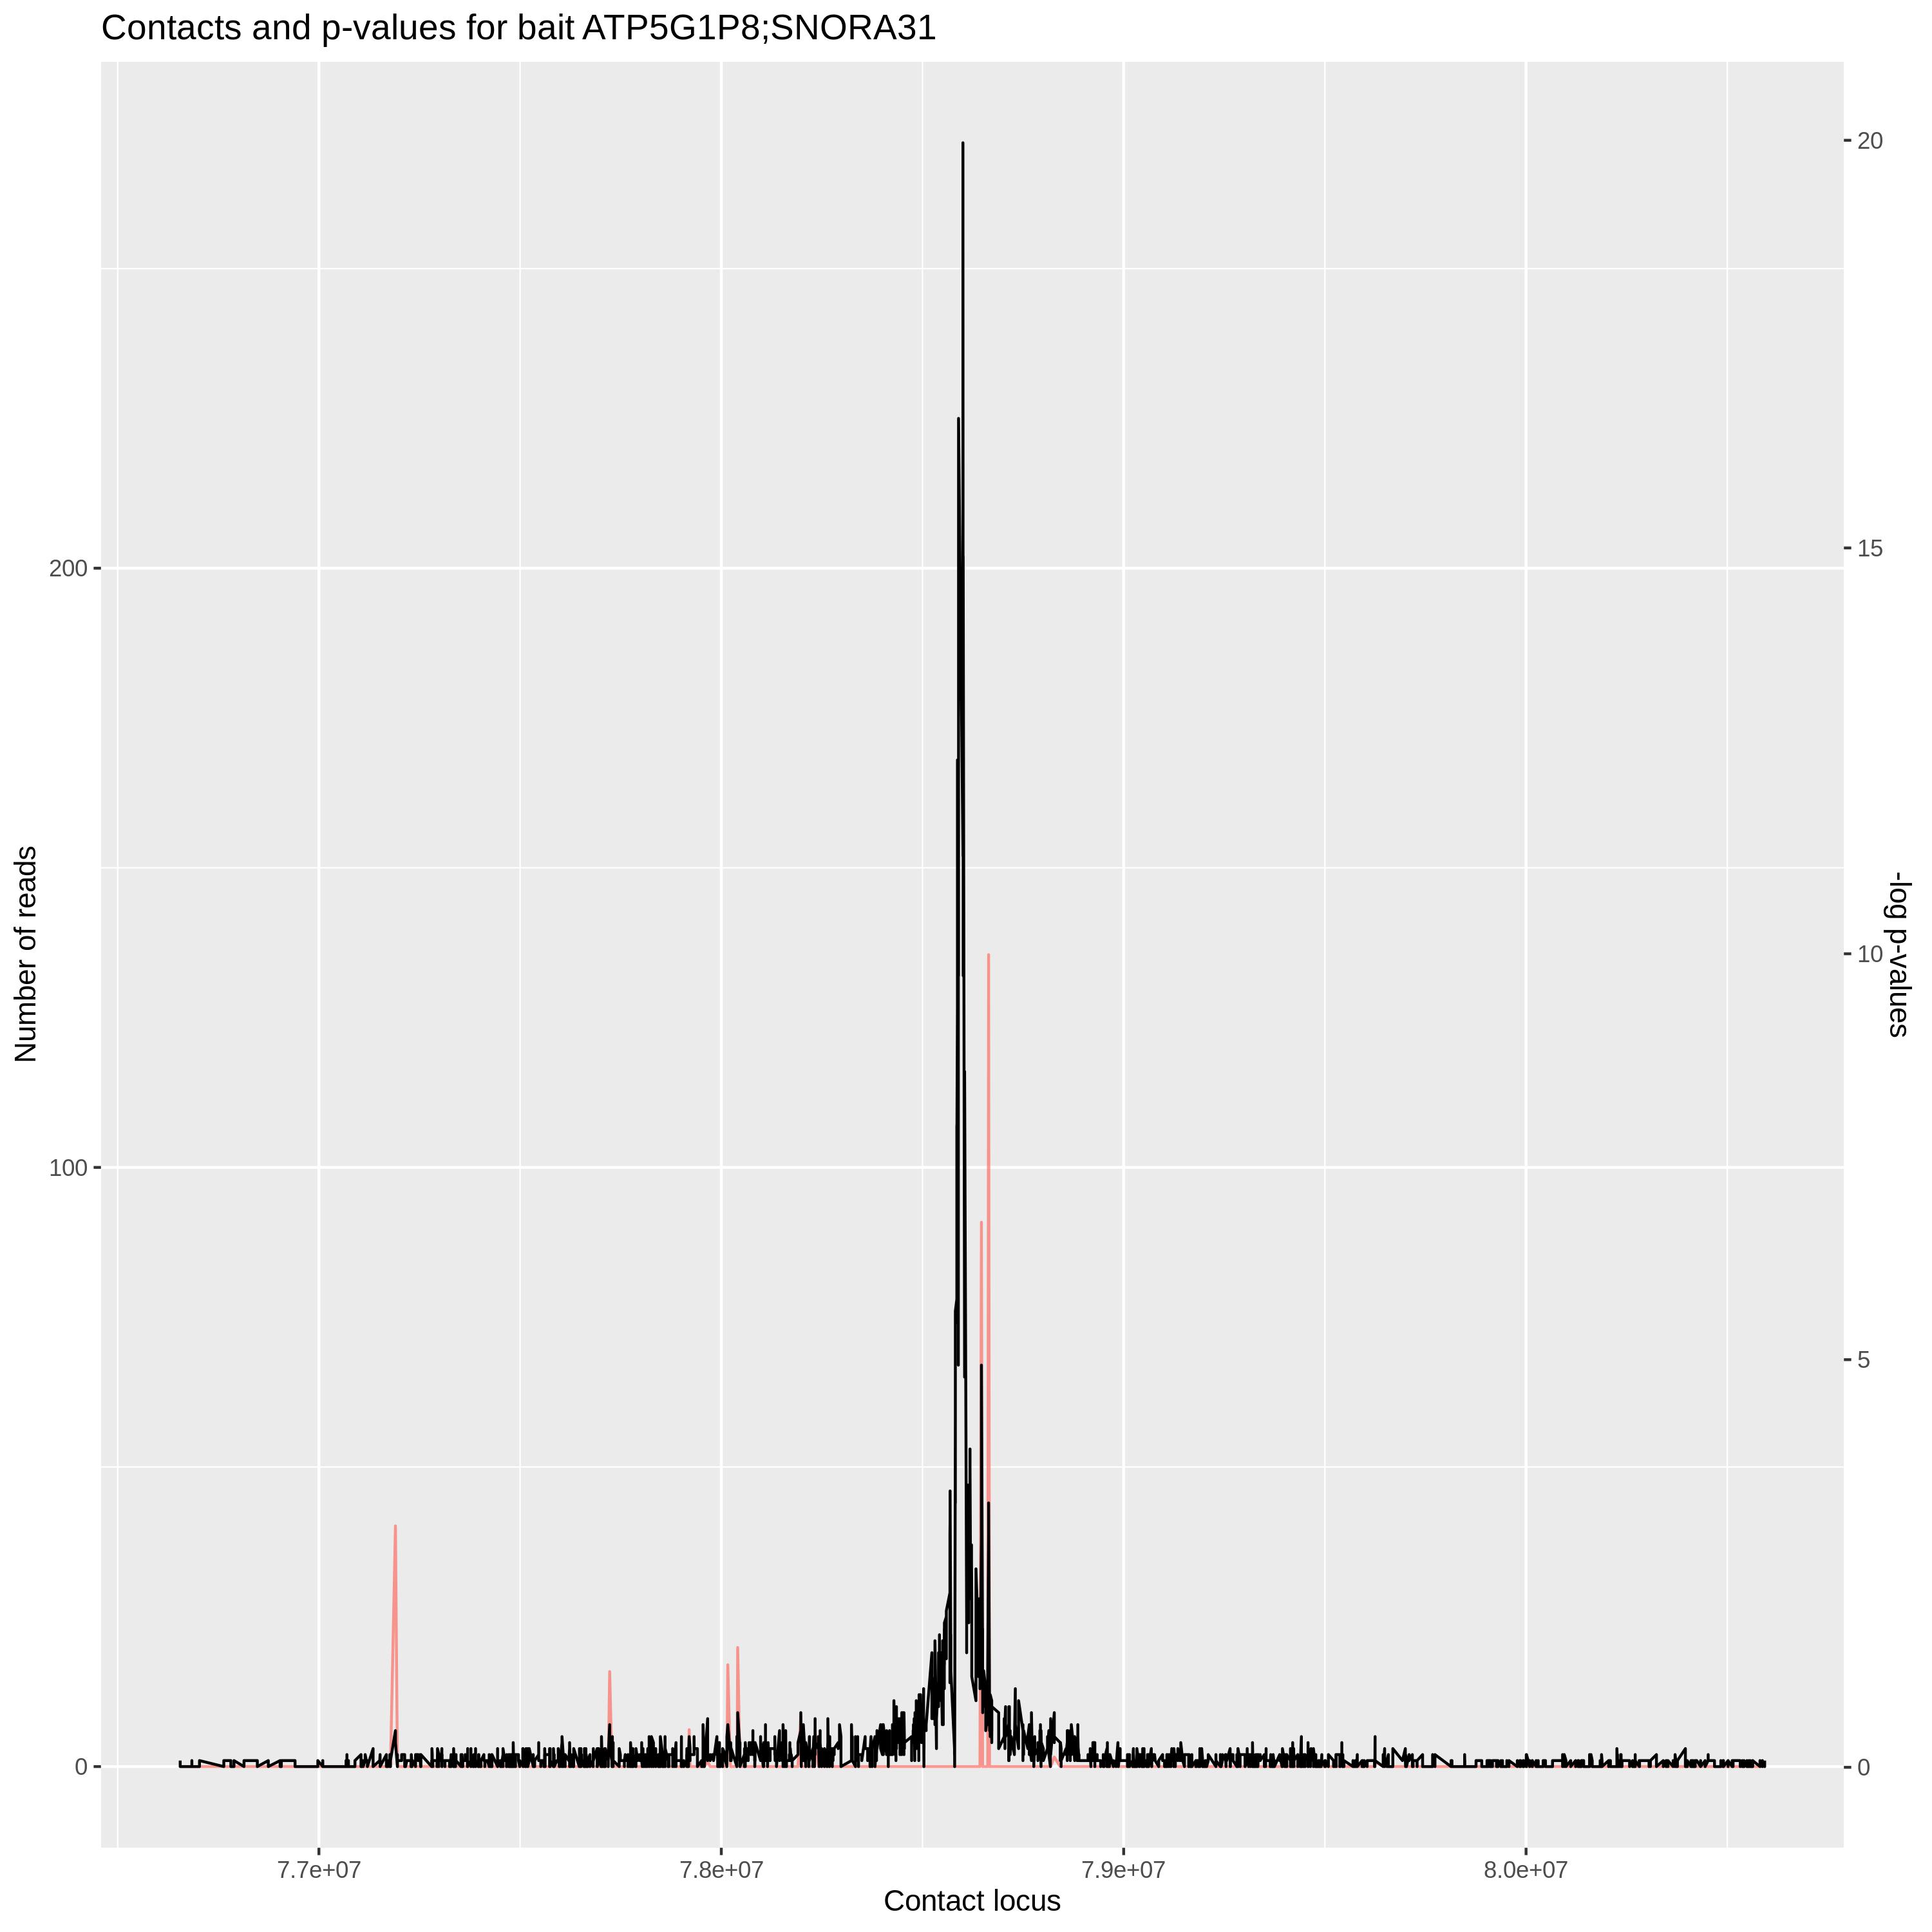 Contacts and p-values for bait ATP5G1P8;SNORA31
Number of reads
200
100
0
20
15
10
5
0
-log p-values
7.7e+07
7.8e+07
7.9e+07
8.0e+07
Contact locus